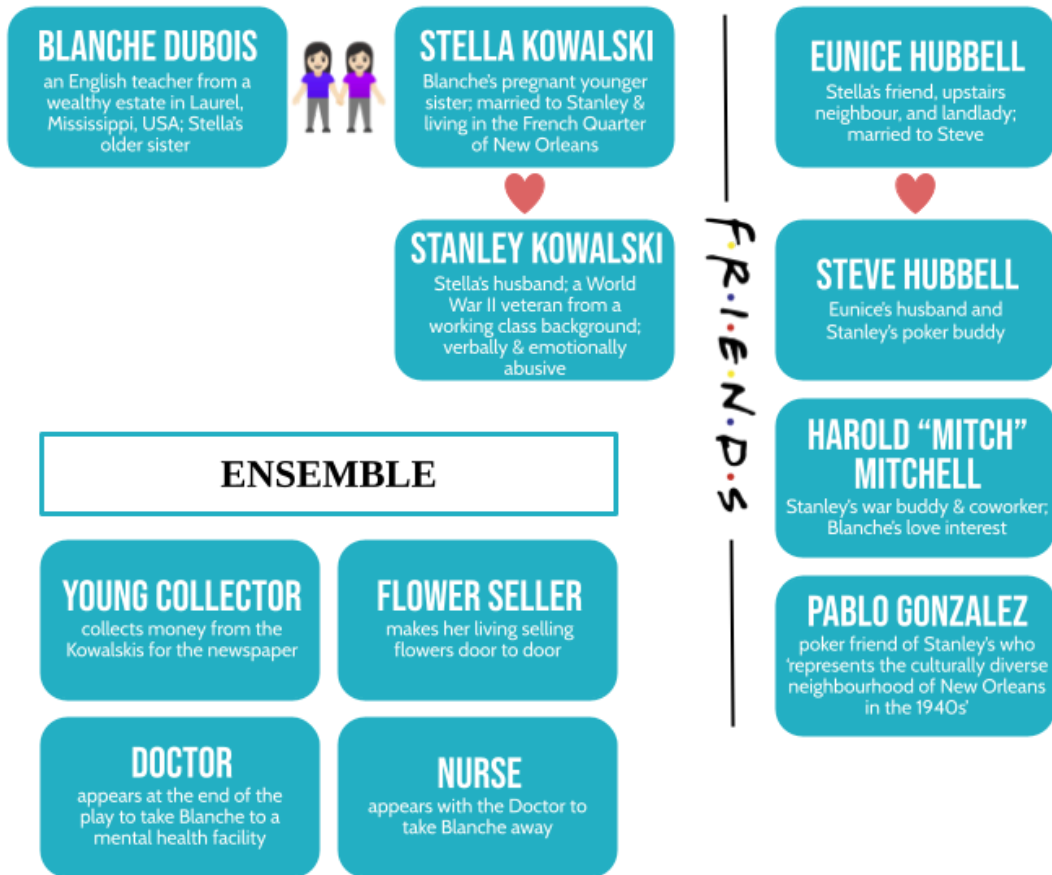 BLANCHE DUBOIS
an English teacher from a
wealthy estate in Laurel,
Mississippi, USA; Stella's
older sister
STELLA KOWALSKI
Blanche's pregnant younger
sister; married to Stanley &
living in the French Quarter
of New Orleans
STANLEY KOWALSKI
Stella's husband; a World
War II veteran from a
working class background;
verbally & emotionally
abusive
F·R·I·E·N·D·S
EUNICE HUBBELL
Stella's friend, upstairs
neighbour, and landlady;
married to Steve
STEVE HUBBELL
Eunice's husband and
Stanley's poker buddy
HAROLD “MITCH”
MITCHELL
Stanley's war buddy & coworker;
Blanche's love interest
PABLO GONZALEZ
poker friend of Stanley's who
‘represents the culturally diverse
neighbourhood of New Orleans
in the 1940s’
ENSEMBLE
YOUNG COLLECTOR
collects money from the
Kowalskis for the newspaper
FLOWER SELLER
makes her living selling
flowers door to door
DOCTOR
appears at the end of the
play to take Blanche to a
mental health facility
NURSE
appears with the Doctor to
take Blanche away